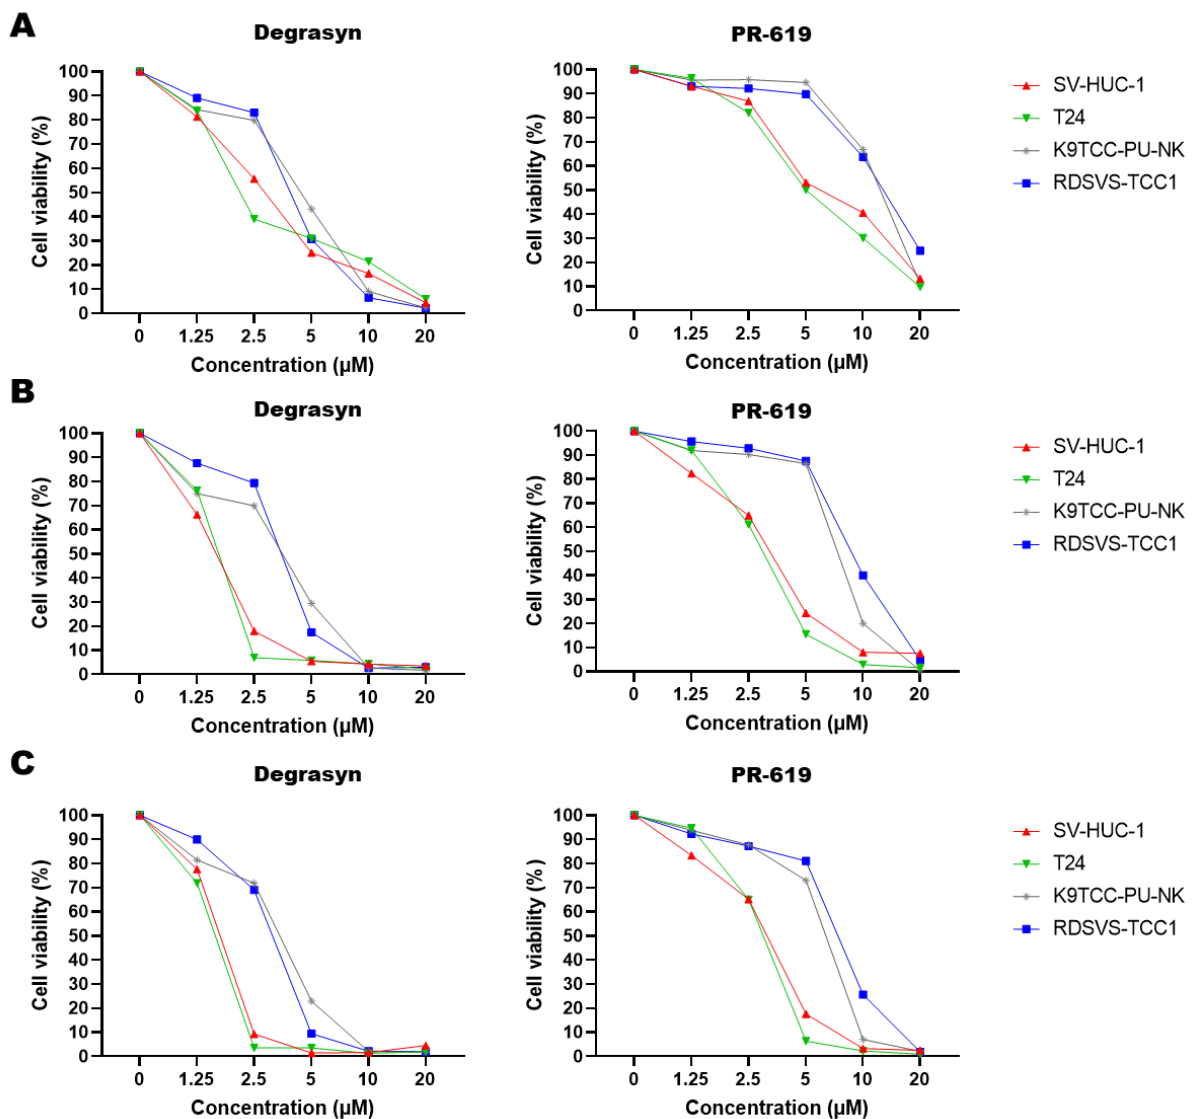 A
Degrasyn
PR-619
Cell viability (%)
100
90
80
70
60
50
40
30
20
10
0
0 1.25 2.5 5 10 20
Concentration (µM)
Cell viability (%)
100
90
80
70
60
50
40
30
20
10
0
0 1.25 2.5 5 10 20
Concentration (µM)
SV-HUC-1
T24
K9TCC-PU-NK
RDSVS-TCC1
B
Degrasyn
PR-619
Cell viability (%)
100
90
80
70
60
50
40
30
20
10
0
0 1.25 2.5 5 10 20
Concentration (µM)
Cell viability (%)
100
90
80
70
60
50
40
30
20
10
0
0 1.25 2.5 5 10 20
Concentration (µM)
SV-HUC-1
T24
K9TCC-PU-NK
RDSVS-TCC1
C
Degrasyn
PR-619
Cell viability (%)
100
90
80
70
60
50
40
30
20
10
0
0 1.25 2.5 5 10 20
Concentration (µM)
Cell viability (%)
100
90
80
70
60
50
40
30
20
10
0
0 1.25 2.5 5 10 20
Concentration (µM)
SV-HUC-1
T24
K9TCC-PU-NK
RDSVS-TCC1